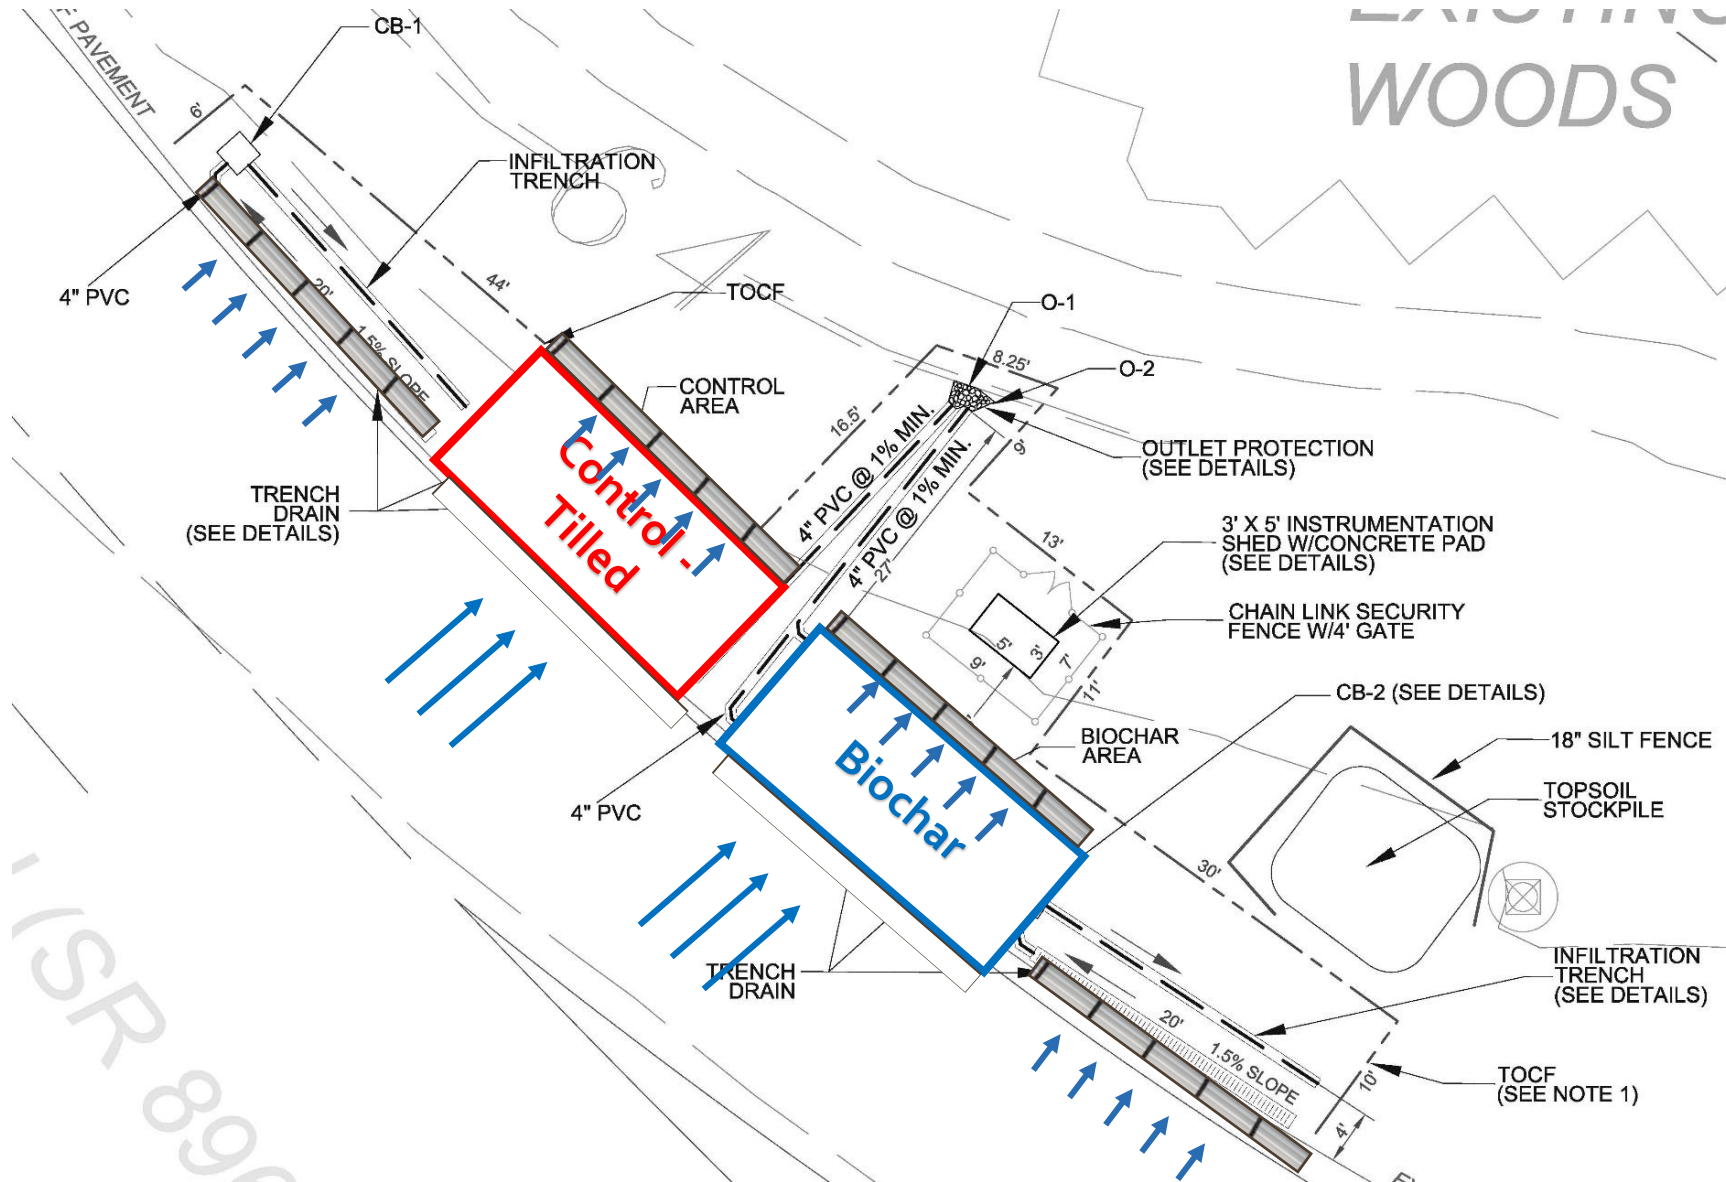 EXISTING
WOODS
CB-1
F PAVEMENT
6'
INFILTRATION
TRENCH
4" PVC
20'
1.5% SLOPE
44'
TOCF
CONTROL
AREA
O-1
8.25'
O-2
16.5'
4" PVC @ 1% MIN.
4" PVC @ 1% MIN.
27'
9'
OUTLET PROTECTION
(SEE DETAILS)
TRENCH
DRAIN
(SEE DETAILS)
Control -
Tilled
13'
3' X 5' INSTRUMENTATION
SHED W/CONCRETE PAD
(SEE DETAILS)
CHAIN LINK SECURITY
FENCE W/4' GATE
5'
3'
9'
7'
11'
CB-2 (SEE DETAILS)
BIOCHAR
AREA
18" SILT FENCE
TOPSOIL
STOCKPILE
4" PVC
Biochar
30'
TRENCH
DRAIN
INFILTRATION
TRENCH
(SEE DETAILS)
20'
1.5% SLOPE
10'
4'
TOCF
(SEE NOTE 1)
(SR 896